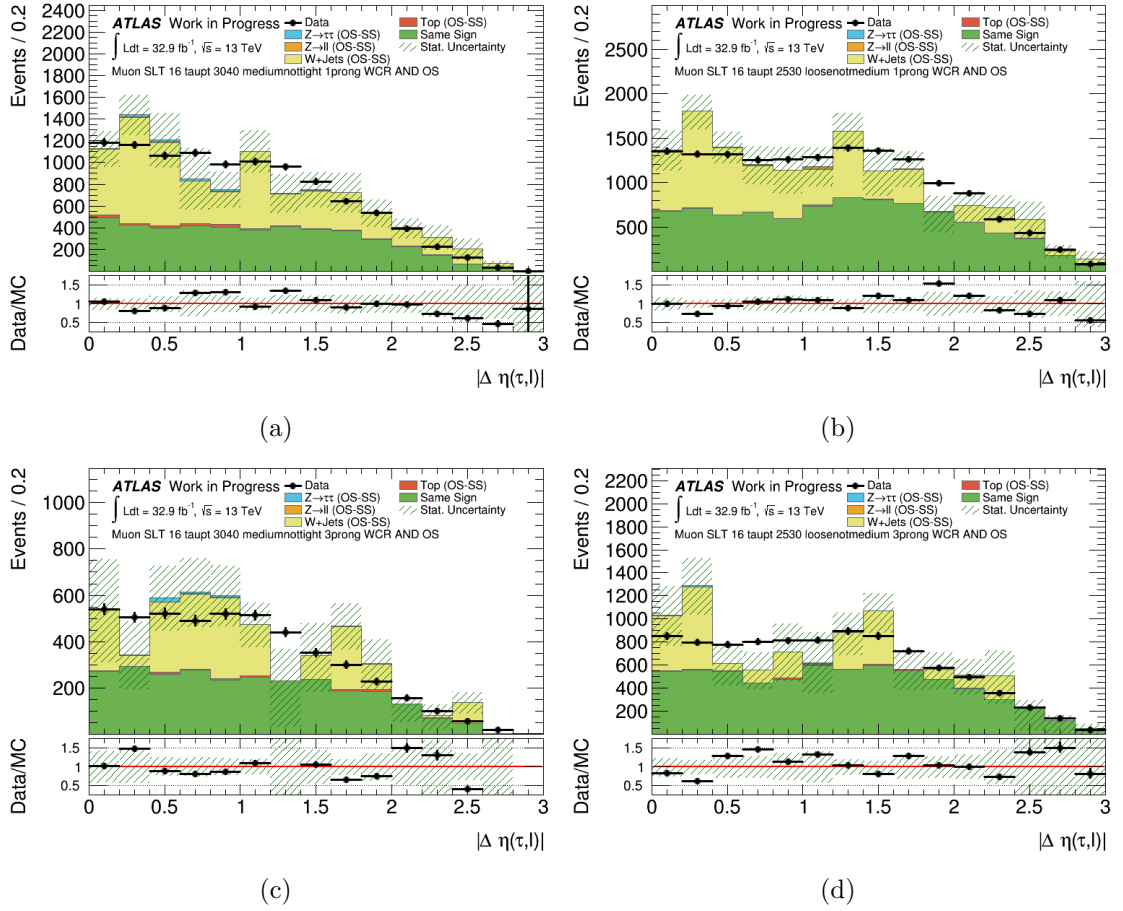 Events / 0.2
ATLAS Work in Progress
∫ Ldt = 32.9 fb⁻¹, √s = 13 TeV
Data
Z→ττ (OS-SS)
Z→ll (OS-SS)
W+Jets (OS-SS)
Top (OS-SS)
Same Sign
Stat. Uncertainty
Muon SLT 16 taupt 3040 mediumnottight 1prong WCR AND OS
2400
2200
2000
1800
1600
1400
1200
1000
800
600
400
200
Data/MC
1.5
1
0.5
0 0.5 1 1.5 2 2.5 3
|Δ η(τ,l)|
(a)
Events / 0.2
ATLAS Work in Progress
∫ Ldt = 32.9 fb⁻¹, √s = 13 TeV
Data
Z→ττ (OS-SS)
Z→ll (OS-SS)
W+Jets (OS-SS)
Top (OS-SS)
Same Sign
Stat. Uncertainty
Muon SLT 16 taupt 2530 loosenotmedium 1prong WCR AND OS
2500
2000
1500
1000
500
Data/MC
1.5
1
0.5
0 0.5 1 1.5 2 2.5 3
|Δ η(τ,l)|
(b)
Events / 0.2
ATLAS Work in Progress
∫ Ldt = 32.9 fb⁻¹, √s = 13 TeV
Data
Z→ττ (OS-SS)
Z→ll (OS-SS)
W+Jets (OS-SS)
Top (OS-SS)
Same Sign
Stat. Uncertainty
Muon SLT 16 taupt 3040 mediumnottight 3prong WCR AND OS
1000
800
600
400
200
Data/MC
1.5
1
0.5
0 0.5 1 1.5 2 2.5 3
|Δ η(τ,l)|
(c)
Events / 0.2
ATLAS Work in Progress
∫ Ldt = 32.9 fb⁻¹, √s = 13 TeV
Data
Z→ττ (OS-SS)
Z→ll (OS-SS)
W+Jets (OS-SS)
Top (OS-SS)
Same Sign
Stat. Uncertainty
Muon SLT 16 taupt 2530 loosenotmedium 3prong WCR AND OS
2200
2000
1800
1600
1400
1200
1000
800
600
400
200
Data/MC
1.5
1
0.5
0 0.5 1 1.5 2 2.5 3
|Δ η(τ,l)|
(d)